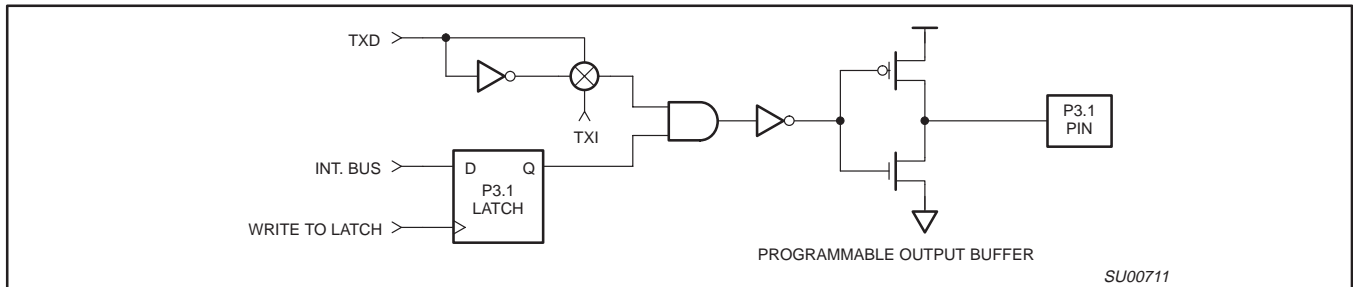 TXD
TXI
P3.1
PIN
INT. BUS
D Q
P3.1
LATCH
WRITE TO LATCH
PROGRAMMABLE OUTPUT BUFFER
SU00711